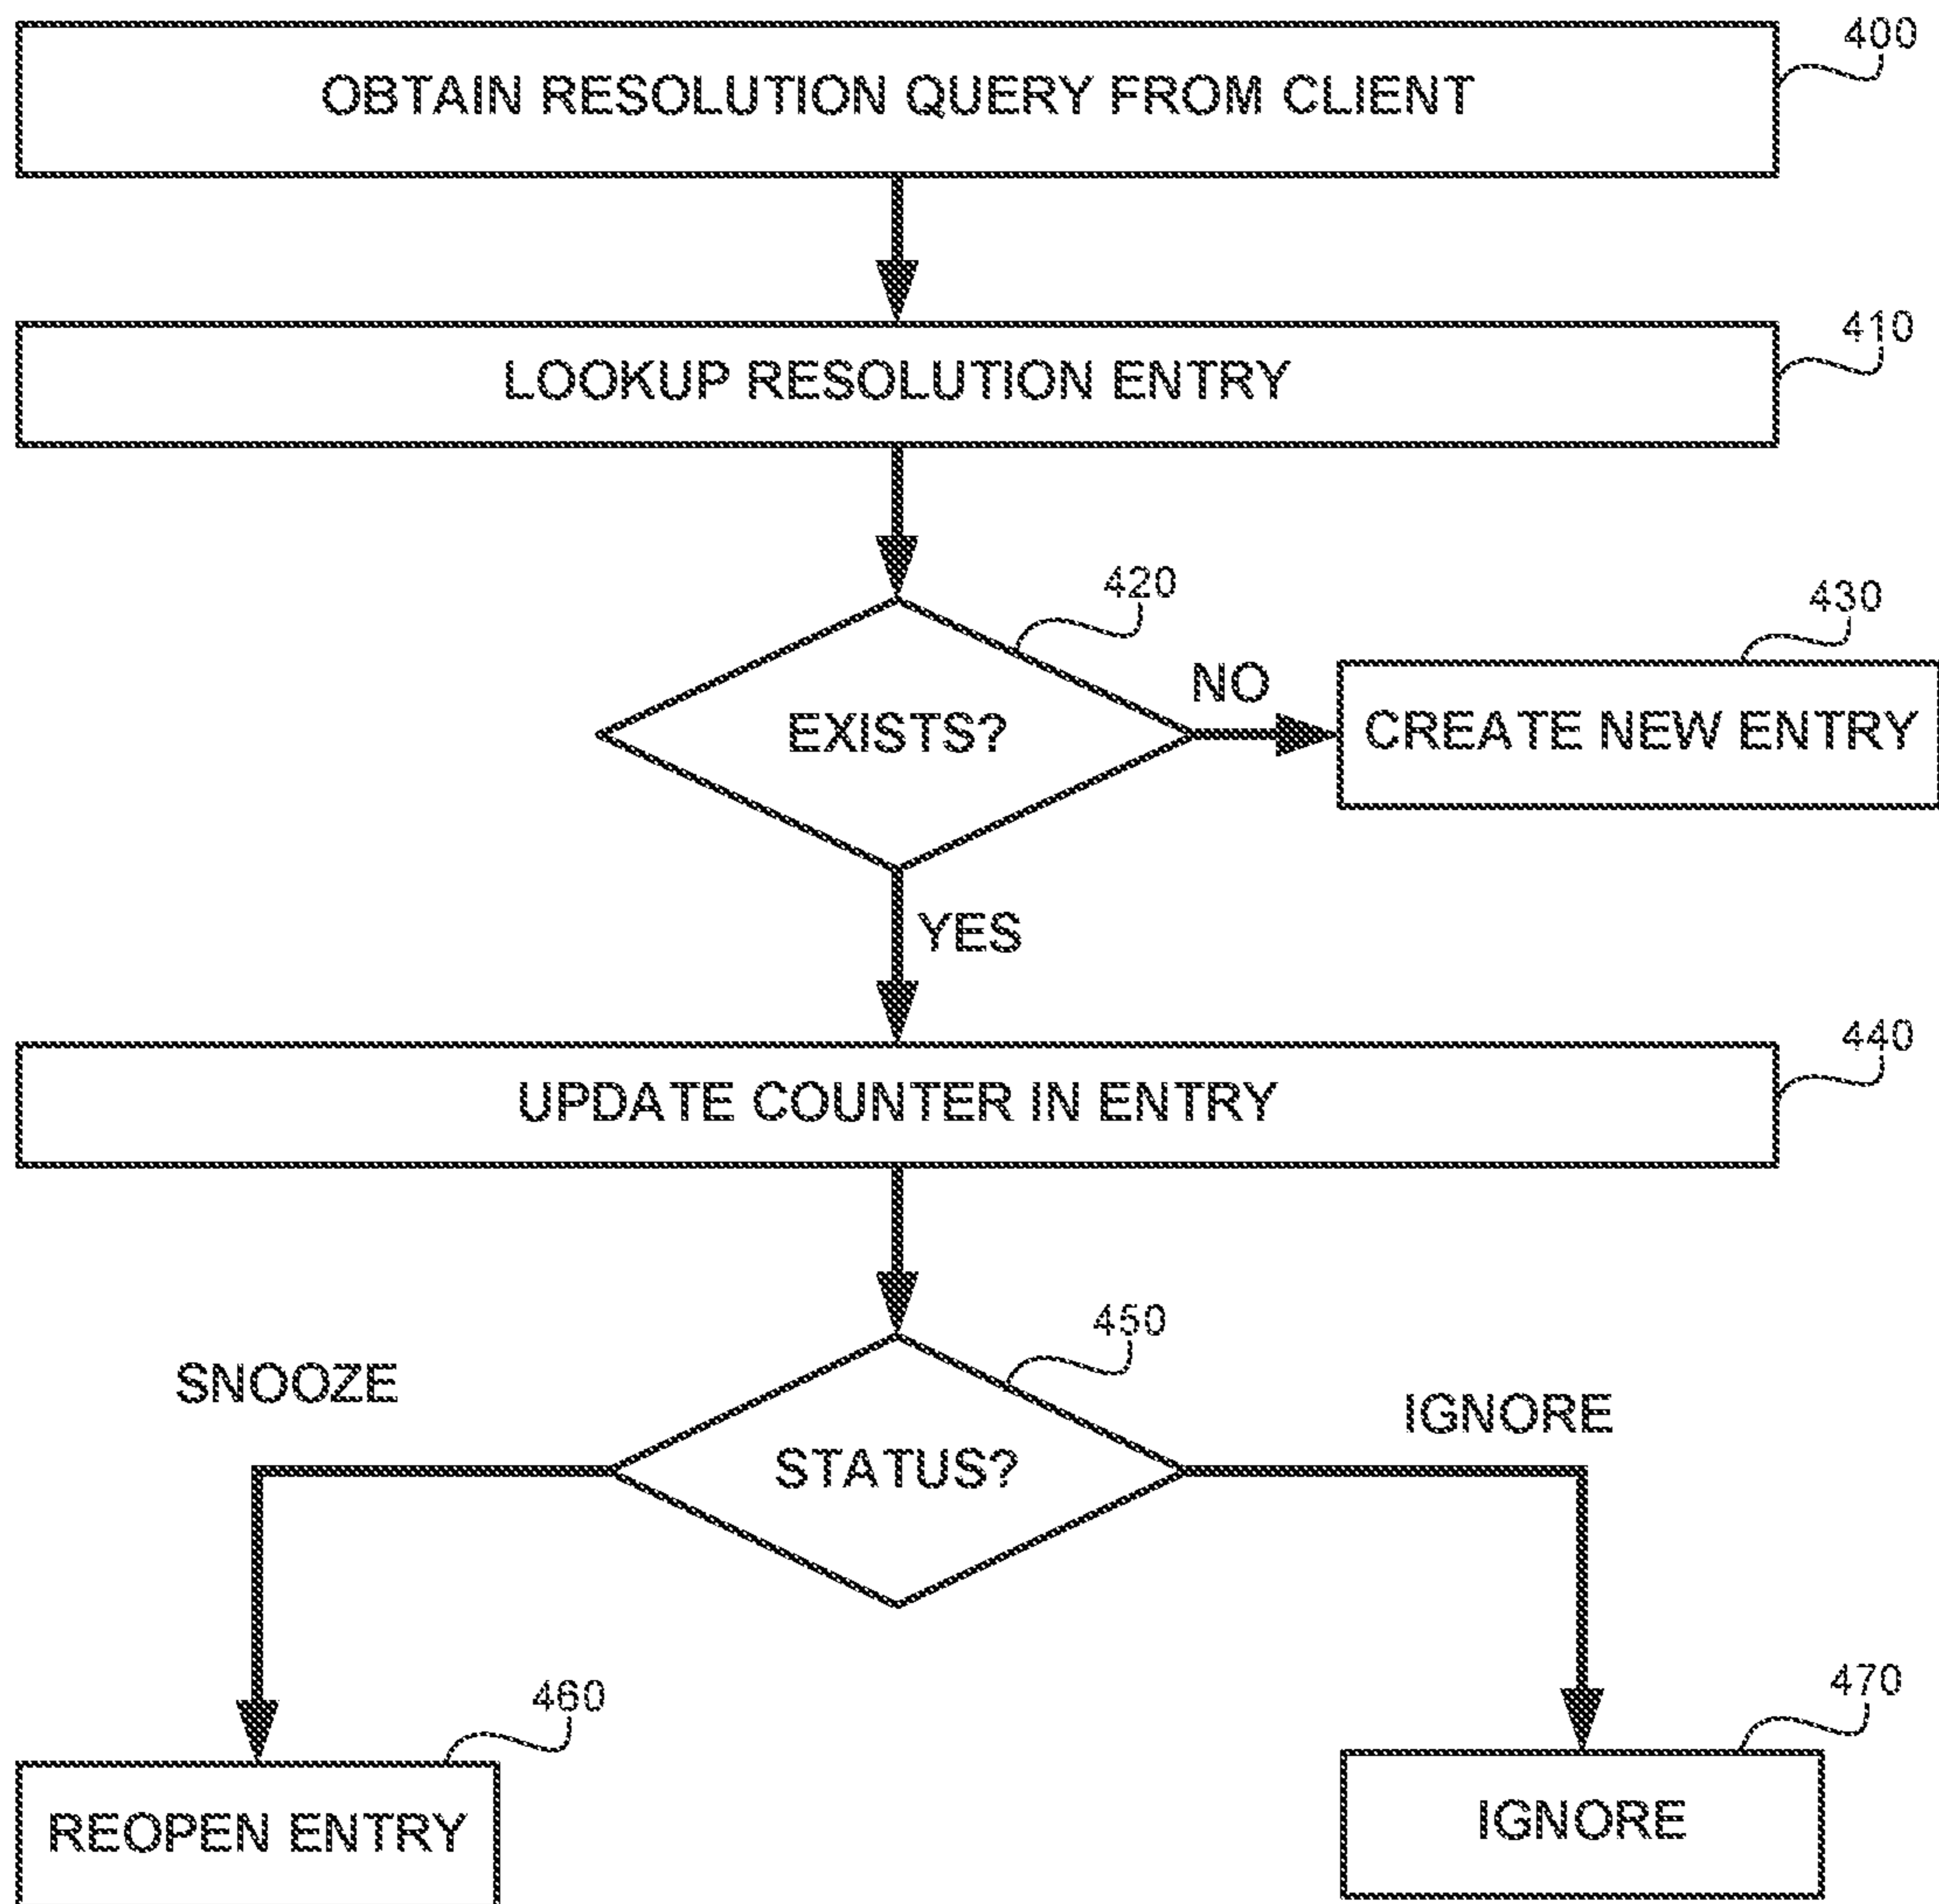 400
OBTAIN RESOLUTION QUERY FROM CLIENT
410
LOOKUP RESOLUTION ENTRY
420
430
NO
EXISTS?
CREATE NEW ENTRY
YES
440
UPDATE COUNTER IN ENTRY
450
SNOOZE
IGNORE
STATUS?
460
470
REOPEN ENTRY
IGNORE